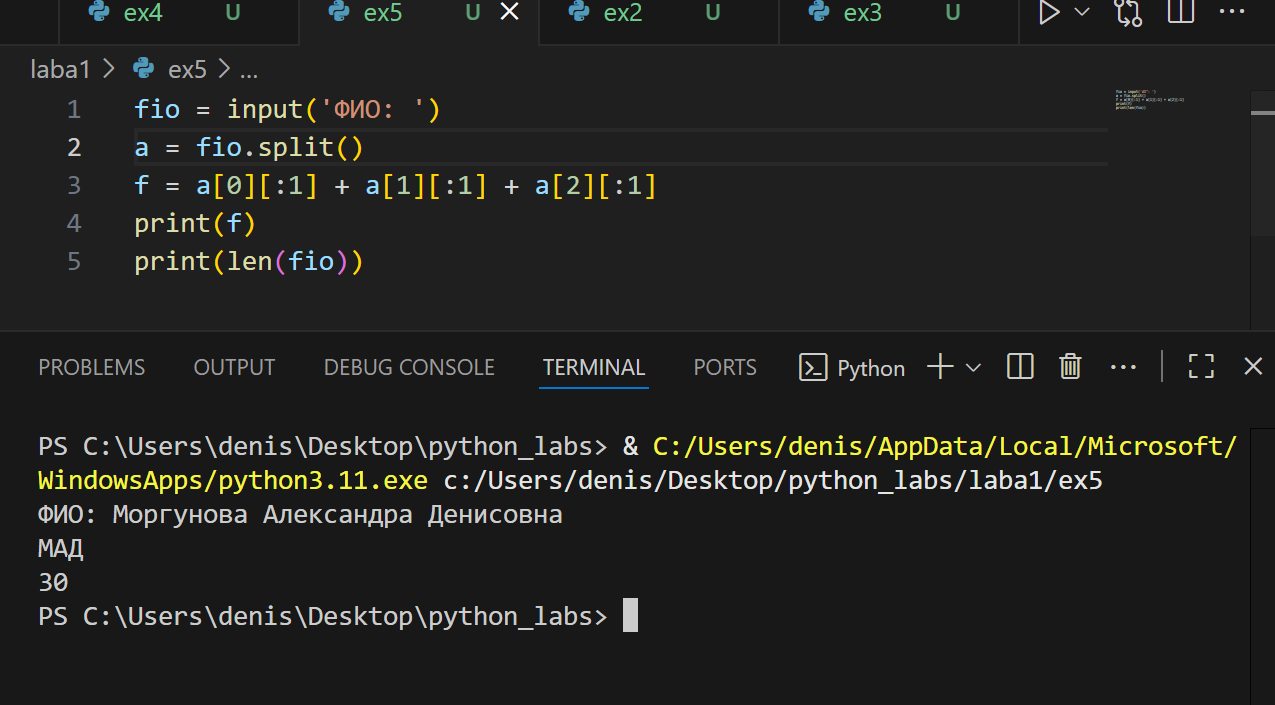 ex4 U ex5 U ex2 U ex3 U
laba1 > ex5 > ...
1 fio = input('ФИО: ')
2 a = fio.split()
3 f = a[0][:1] + a[1][:1] + a[2][:1]
4 print(f)
5 print(len(fio))
PROBLEMS OUTPUT DEBUG CONSOLE TERMINAL PORTS Python
PS C:\Users\denis\Desktop\python_labs> & C:/Users/denis/AppData/Local/Microsoft/
WindowsApps/python3.11.exe c:/Users/denis/Desktop/python_labs/laba1/ex5
ФИО: Моргунова Александра Денисовна
МАД
30
PS C:\Users\denis\Desktop\python_labs>